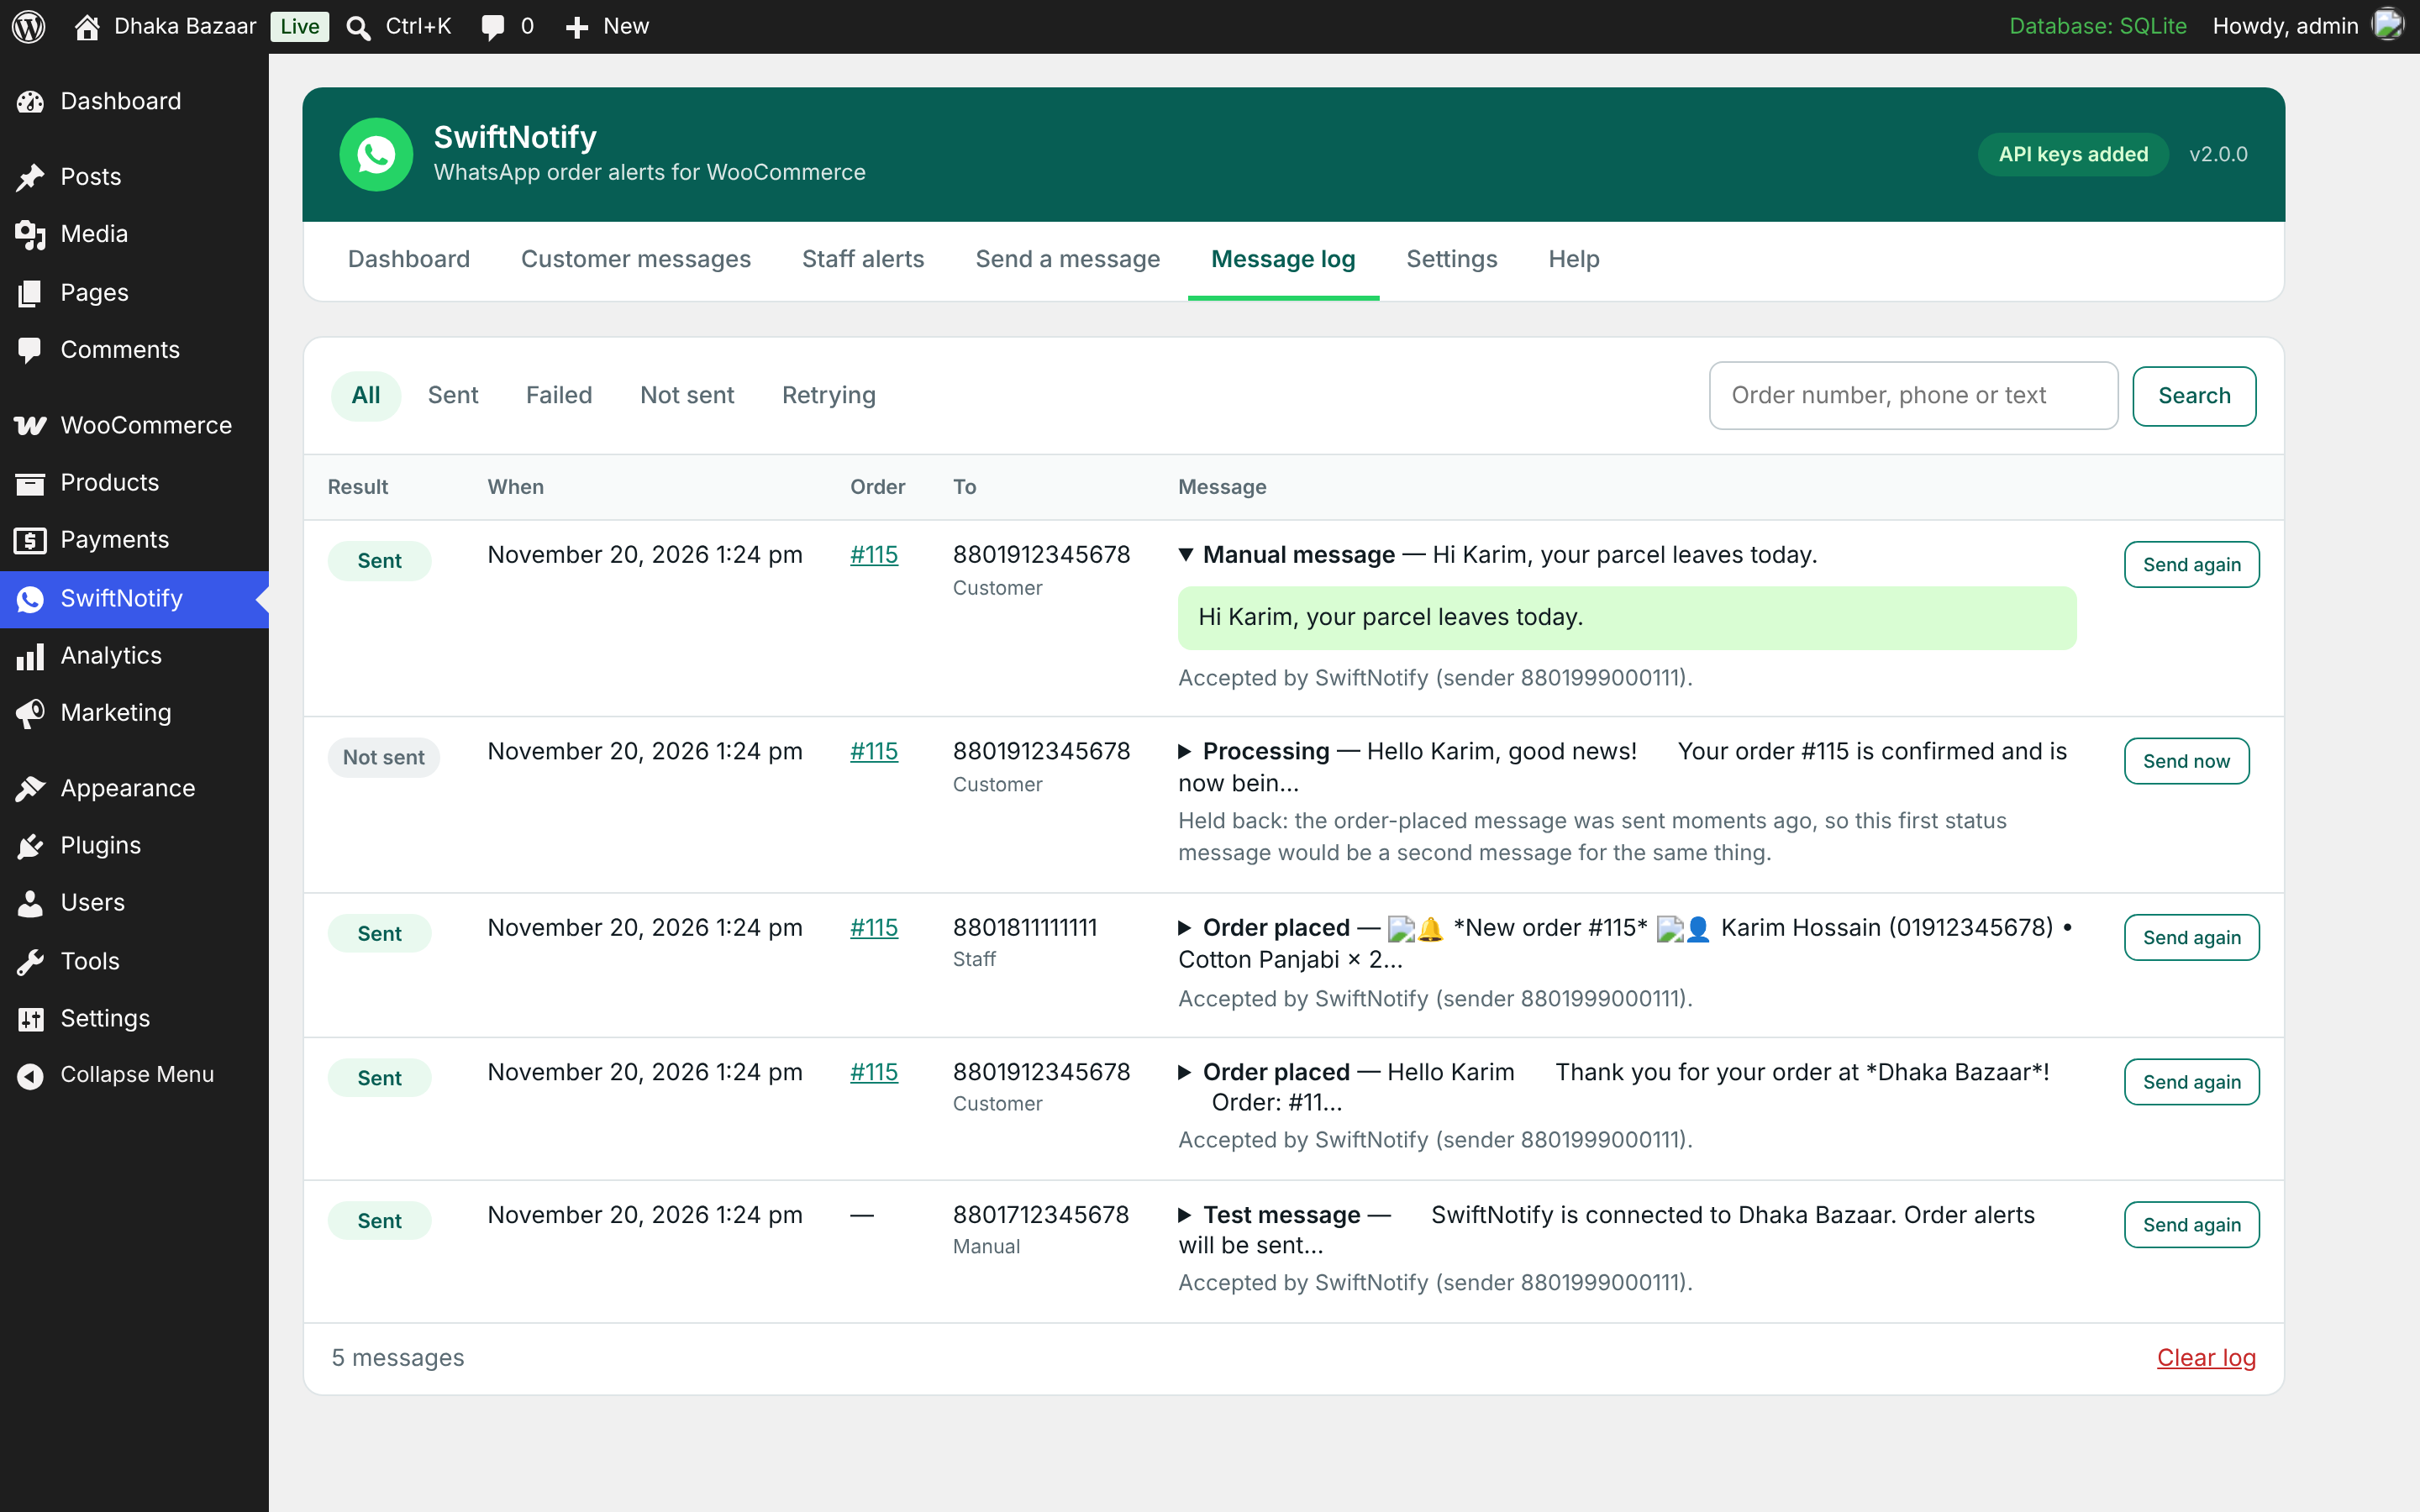 Dhaka Bazaar Live Ctrl+K 0 New Database: SQLite Howdy, admin
Dashboard
Posts
Media
Pages
Comments
WooCommerce
Products
Payments
SwiftNotify
Analytics
Marketing
Appearance
Plugins
Users
Tools
Settings
Collapse Menu
SwiftNotify
WhatsApp order alerts for WooCommerce
API keys added v2.0.0
Dashboard Customer messages Staff alerts Send a message Message log Settings Help
All Sent Failed Not sent Retrying Order number, phone or text Search
Result When Order To Message
Sent November 20, 2026 1:24 pm #115 8801912345678 ▼ Manual message — Hi Karim, your parcel leaves today. Send again
Customer
Hi Karim, your parcel leaves today.
Accepted by SwiftNotify (sender 8801999000111).
Not sent November 20, 2026 1:24 pm #115 8801912345678 ▶ Processing — Hello Karim, good news! Your order #115 is confirmed and is Send now
Customer now bein...
Held back: the order-placed message was sent moments ago, so this first status
message would be a second message for the same thing.
Sent November 20, 2026 1:24 pm #115 8801811111111 ▶ Order placed — 🔔 *New order #115* 👤 Karim Hossain (01912345678) • Send again
Staff Cotton Panjabi × 2...
Accepted by SwiftNotify (sender 8801999000111).
Sent November 20, 2026 1:24 pm #115 8801912345678 ▶ Order placed — Hello Karim Thank you for your order at *Dhaka Bazaar*! Send again
Customer Order: #11...
Accepted by SwiftNotify (sender 8801999000111).
Sent November 20, 2026 1:24 pm — 8801712345678 ▶ Test message — SwiftNotify is connected to Dhaka Bazaar. Order alerts Send again
Manual will be sent...
Accepted by SwiftNotify (sender 8801999000111).
5 messages Clear log